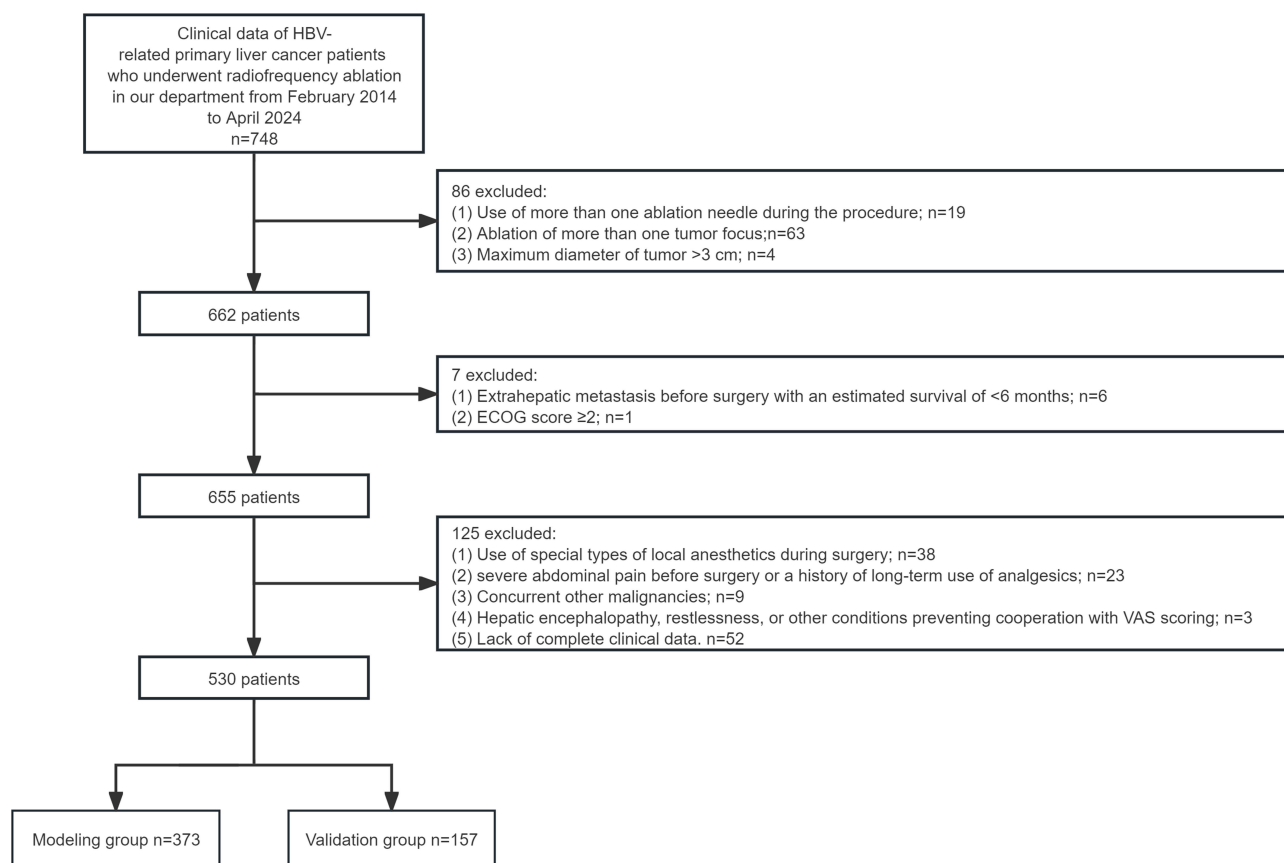 Clinical data of HBV-
related primary liver cancer patients
who underwent radiofrequency ablation
in our department from February 2014
to April 2024
n=748
86 excluded:
(1) Use of more than one ablation needle during the procedure; n=19
(2) Ablation of more than one tumor focus;n=63
(3) Maximum diameter of tumor >3 cm; n=4
662 patients
7 excluded:
(1) Extrahepatic metastasis before surgery with an estimated survival of <6 months; n=6
(2) ECOG score ≥2; n=1
655 patients
125 excluded:
(1) Use of special types of local anesthetics during surgery; n=38
(2) severe abdominal pain before surgery or a history of long-term use of analgesics; n=23
(3) Concurrent other malignancies; n=9
(4) Hepatic encephalopathy, restlessness, or other conditions preventing cooperation with VAS scoring; n=3
(5) Lack of complete clinical data. n=52
530 patients
Modeling group n=373
Validation group n=157